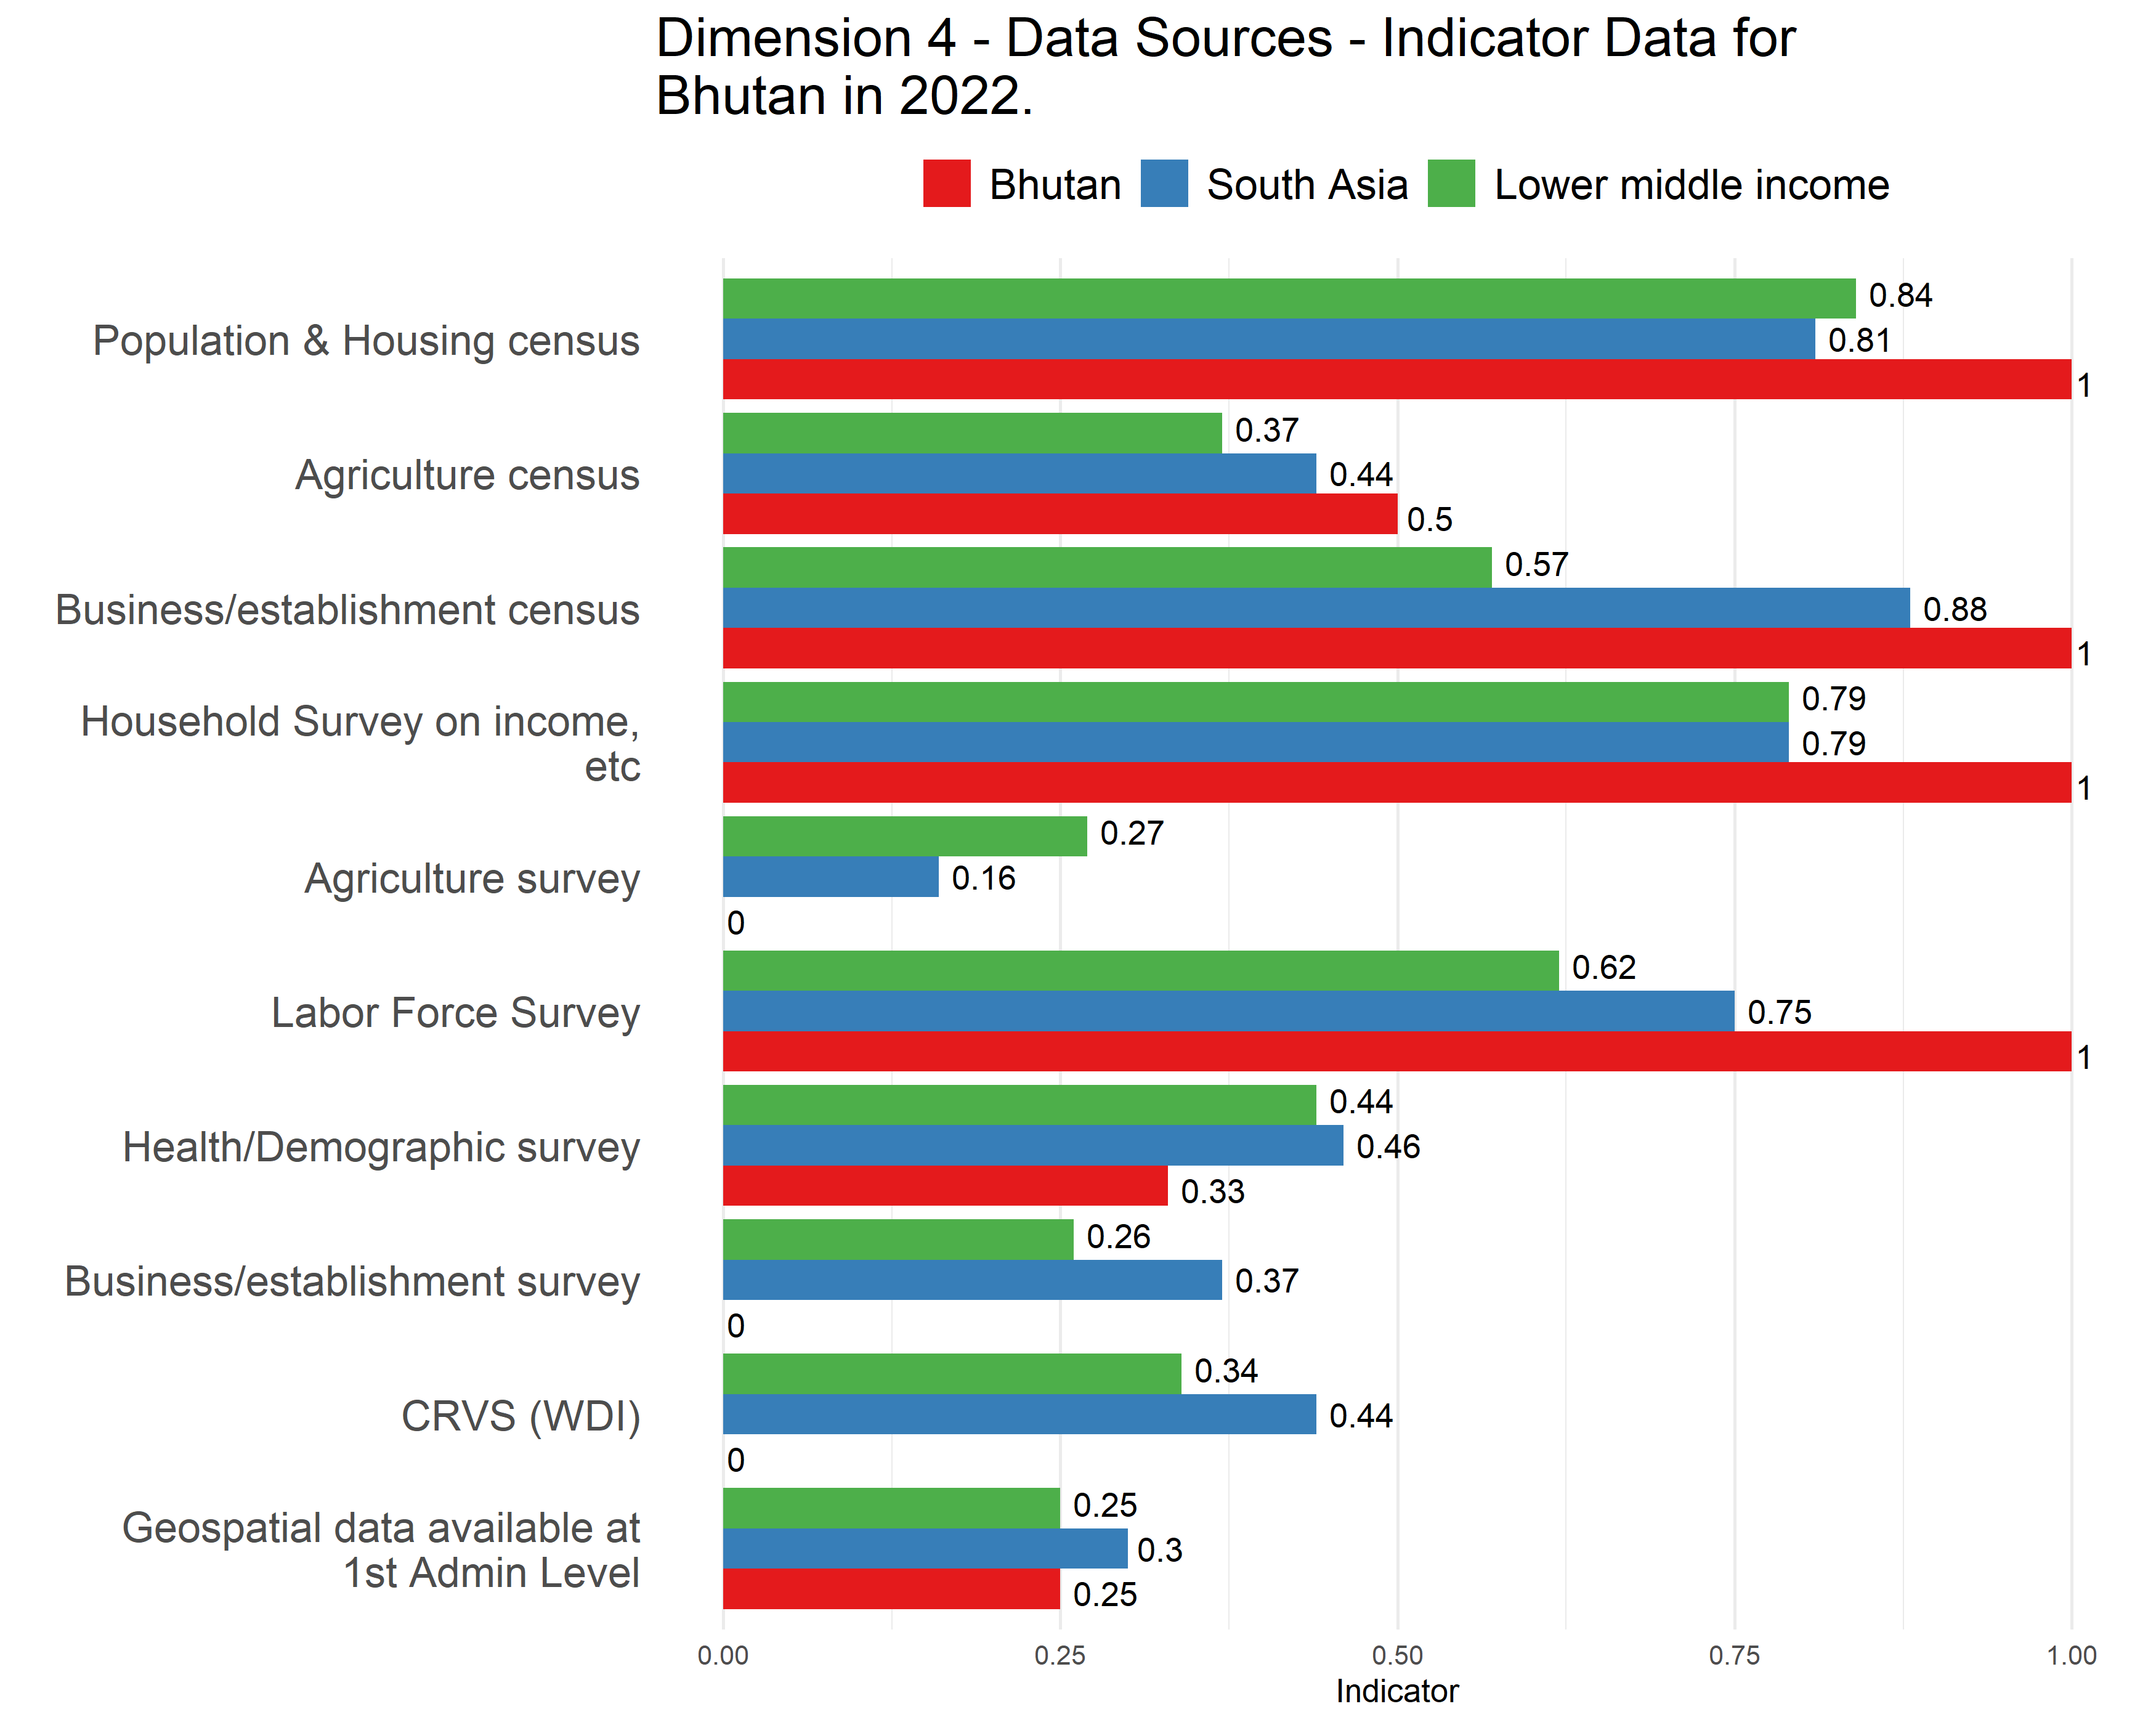 Dimension 4 - Data Sources - Indicator Data for
Bhutan in 2022.
Bhutan South Asia Lower middle income
Population & Housing census
0.84
0.81
1
Agriculture census
0.37
0.44
0.5
Business/establishment census
0.57
0.88
1
Household Survey on income,
etc
0.79
0.79
1
Agriculture survey
0.27
0.16
0
Labor Force Survey
0.62
0.75
1
Health/Demographic survey
0.44
0.46
0.33
Business/establishment survey
0.26
0.37
0
CRVS (WDI)
0.34
0.44
0
Geospatial data available at
1st Admin Level
0.25
0.3
0.25
0.00 0.25 0.50 0.75 1.00
Indicator